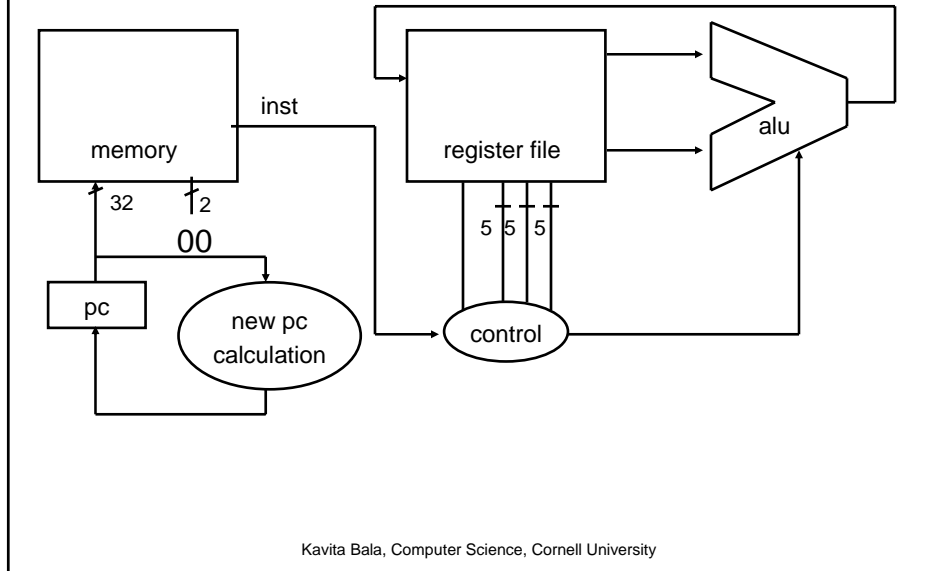 inst
memory
register file
alu
32
2
5 5 5
00
pc
new pc
calculation
control
Kavita Bala, Computer Science, Cornell University